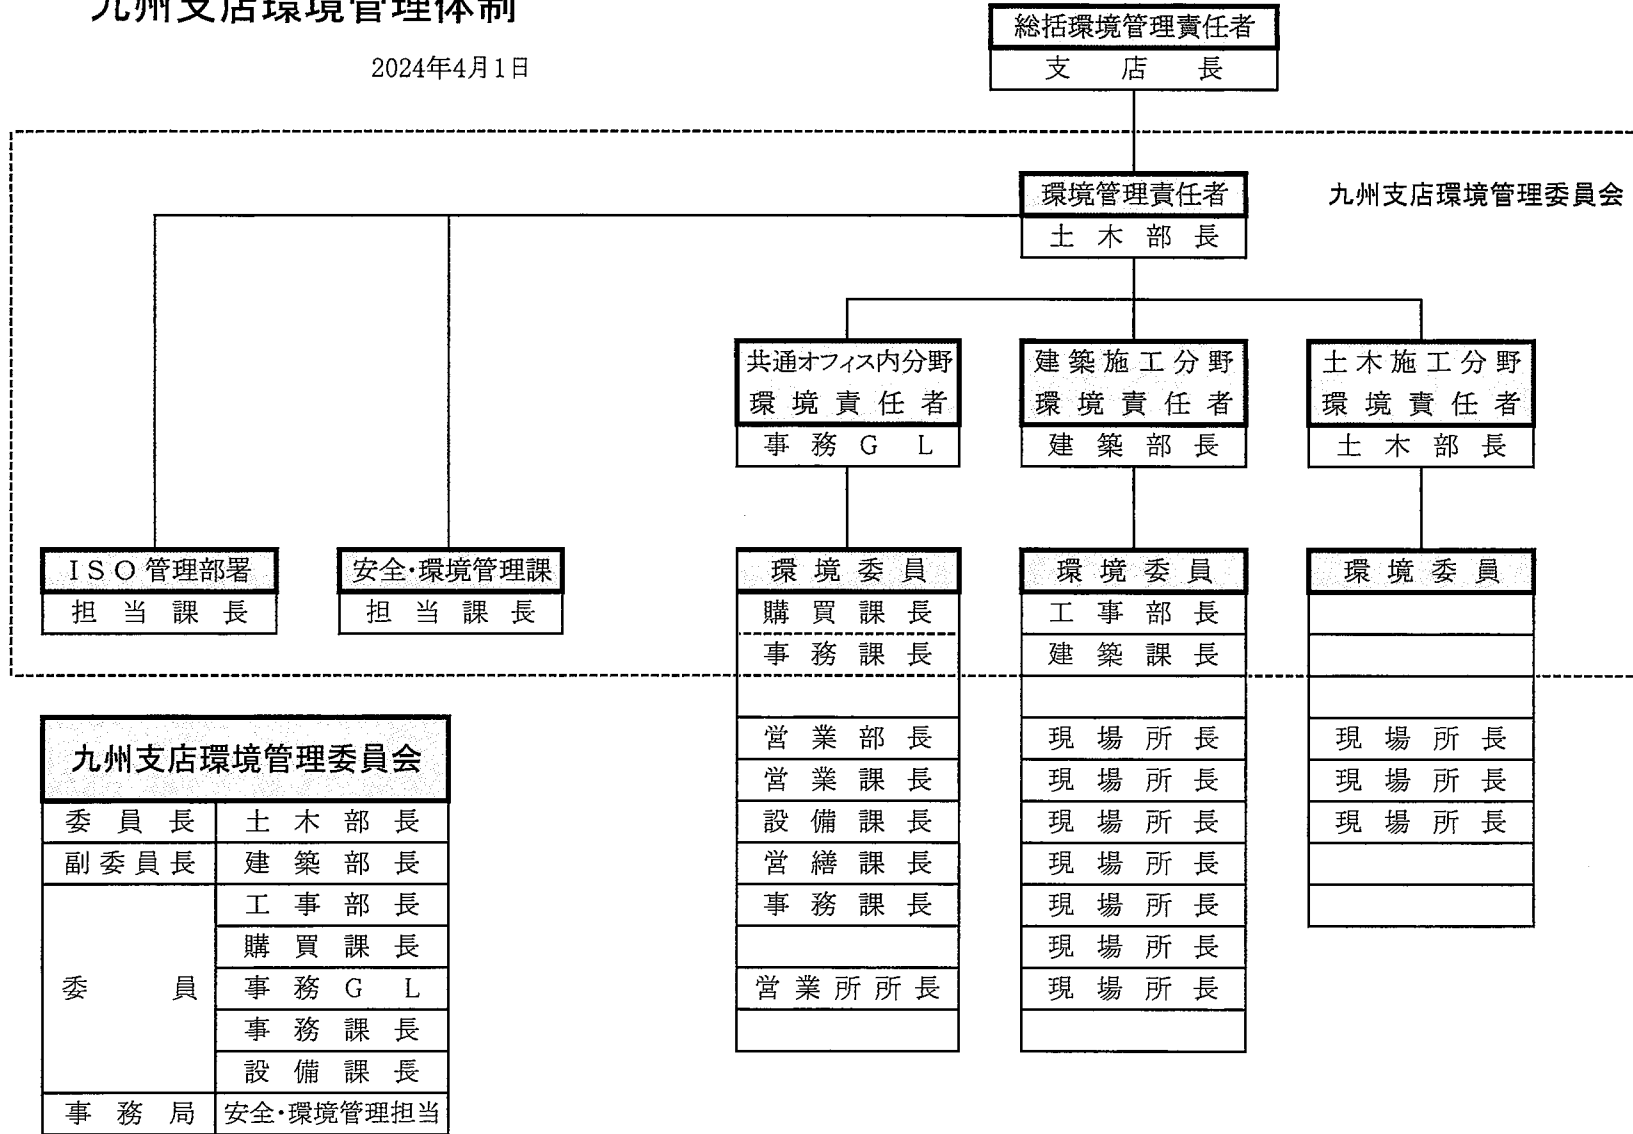 九州支店環境管理体制
2024年4月1日
総括環境管理責任者
支店長
九州支店環境管理委員会
環境管理責任者
土木部長
共通オフィス内分野
環境責任者
事務GL
建築施工分野
環境責任者
建築部長
土木施工分野
環境責任者
土木部長
ISO管理部署
担当課長
安全・環境管理課
担当課長
環境委員
購買課長
事務課長
営業部長
営業課長
設備課長
営繕課長
事務課長
営業所所長
環境委員
工事部長
建築課長
現場所長
現場所長
現場所長
現場所長
現場所長
現場所長
現場所長
環境委員
現場所長
現場所長
現場所長
九州支店環境管理委員会
委員長 土木部長
副委員長 建築部長
委員 工事部長
購買課長
事務GL
事務課長
設備課長
事務局 安全・環境管理担当